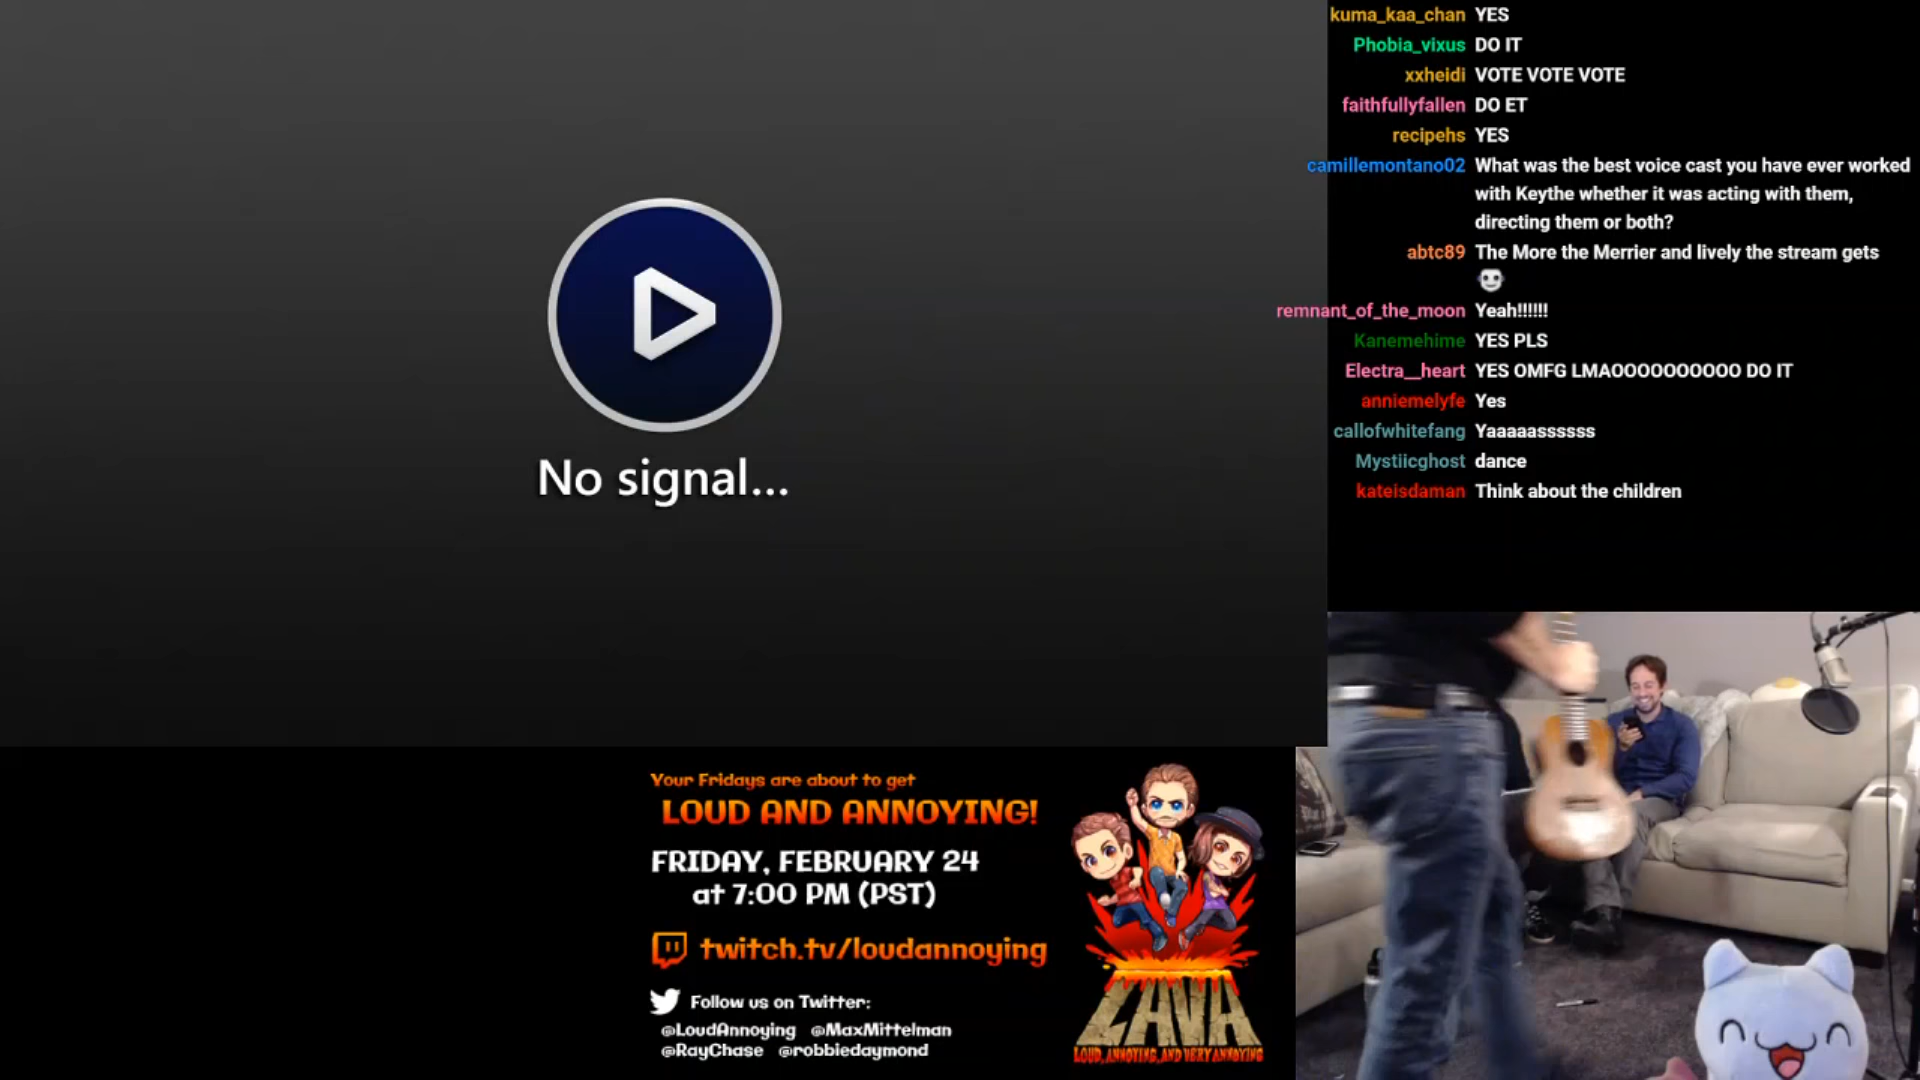 No signal...
kuma_kaa_chan YES
Phobia_vixus DO IT
xxheidi VOTE VOTE VOTE
faithfullyfallen DO ET
recipehs YES
camillemontano02 What was the best voice cast you have ever worked
with Keythe whether it was acting with them,
directing them or both?
abtc89 The More the Merrier and lively the stream gets
remnant_of_the_moon Yeah!!!!!!
Kanemehime YES PLS
Electra__heart YES OMFG LMAOOOOOOOOOO DO IT
anniemelyfe Yes
callofwhitefang Yaaaaassssss
Mystiicghost dance
kateisdaman Think about the children
Your Fridays are about to get
LOUD AND ANNOYING!
FRIDAY, FEBRUARY 24
at 7:00 PM (PST)
twitch.tv/loudannoying
Follow us on Twitter:
@LoudAnnoying @MaxMittelman
@RayChase @robbiedaymond
LAVA
LOUD, ANNOYING, AND VERY ANNOYING